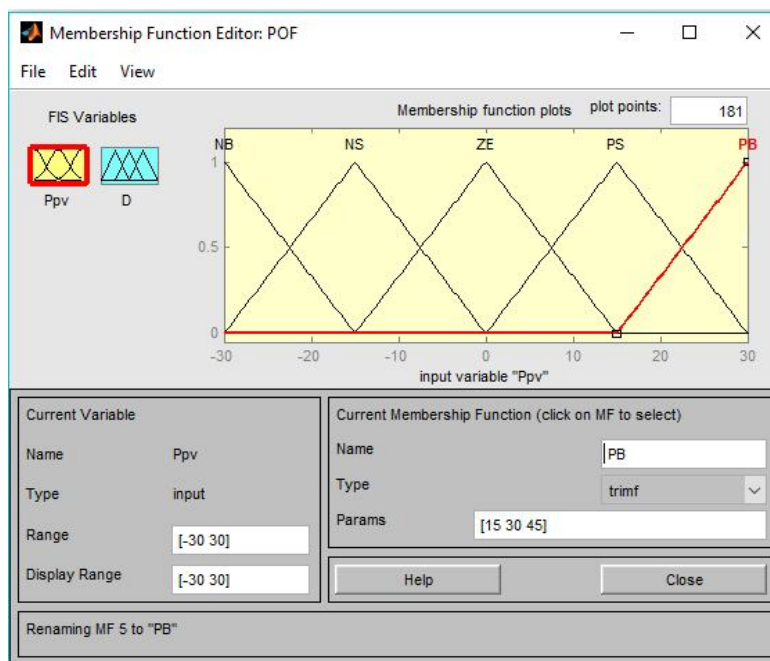 Membership Function Editor: POF
File Edit View
FIS Variables
Membership function plots plot points: 181
Ppv D
NB NS ZE PS PB
1
0.5
0
-30 -20 -10 0 10 20 30
input variable "Ppv"
Current Variable
Name Ppv
Type input
Range [-30 30]
Display Range [-30 30]
Current Membership Function (click on MF to select)
Name PB
Type trimf
Params [15 30 45]
Help Close
Renaming MF 5 to "PB"